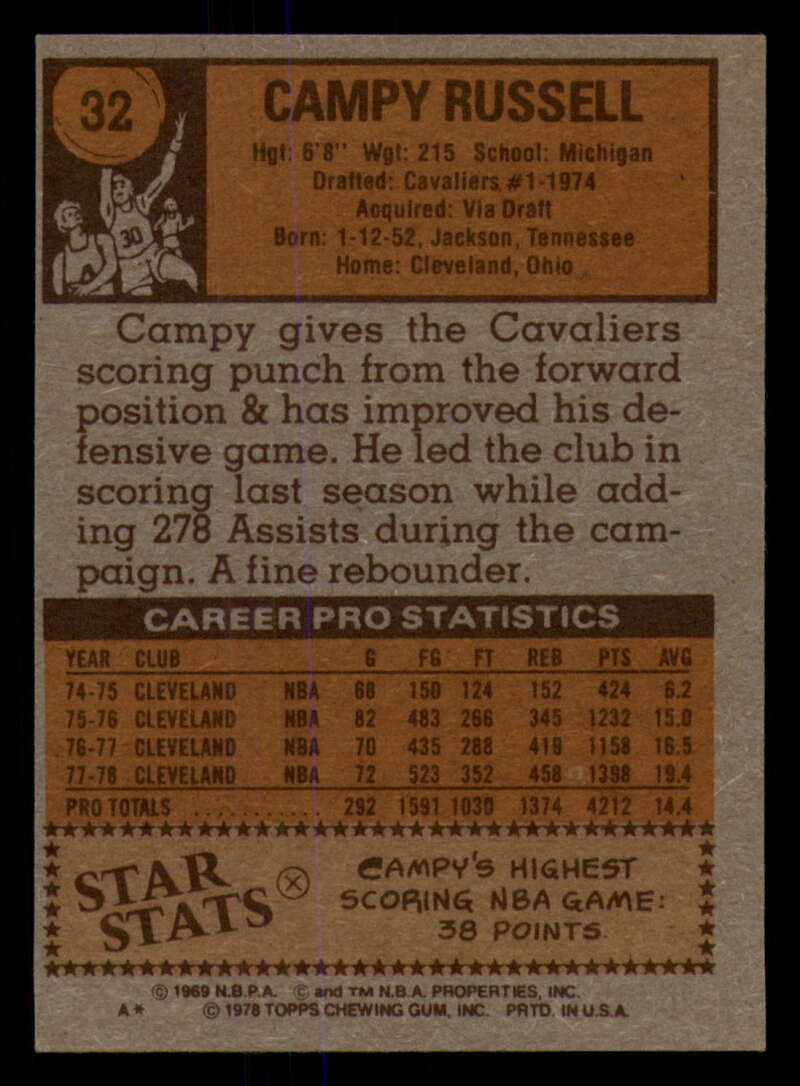 32
CAMPY RUSSELL
Hgt: 6'8" Wgt: 215 School: Michigan
Drafted: Cavaliers #1-1974
Acquired: Via Draft
Born: 1-12-52, Jackson, Tennessee
Home: Cleveland, Ohio
30
Campy gives the Cavaliers
scoring punch from the forward
position & has improved his de-
fensive game. He led the club in
scoring last season while add-
ing 278 Assists during the cam-
paign. A fine rebounder.
CAREER PRO STATISTICS
YEAR CLUB G FG FT REB PTS AVG
74-75 CLEVELAND NBA 68 150 124 152 424 6.2
75-76 CLEVELAND NBA 82 483 266 345 1232 15.0
76-77 CLEVELAND NBA 70 435 288 419 1158 16.5
77-78 CLEVELAND NBA 72 523 352 458 1398 19.4
PRO TOTALS ........... 292 1591 1030 1374 4212 14.4
STAR
STATS
CAMPY'S HIGHEST
SCORING NBA GAME:
38 POINTS.
© 1969 N.B.P.A. © and TM N.B.A. PROPERTIES, INC.
A* © 1978 TOPPS CHEWING GUM, INC. PRTD. IN U.S.A.